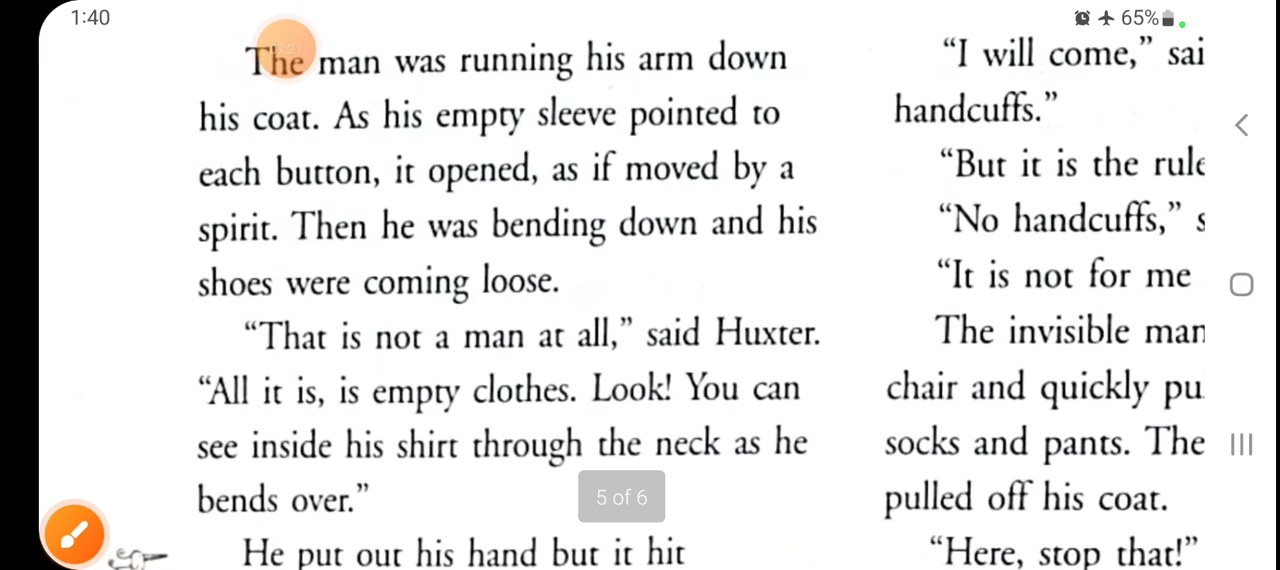 1:40
65%
07:21
The man was running his arm down
his coat. As his empty sleeve pointed to
each button, it opened, as if moved by a
spirit. Then he was bending down and his
shoes were coming loose.
“That is not a man at all,” said Huxter.
“All it is, is empty clothes. Look! You can
see inside his shirt through the neck as he
bends over.”
He put out his hand but it hit
“I will come,” sai
handcuffs.”
“But it is the rule
“No handcuffs,” s
“It is not for me
The invisible man
chair and quickly pu
socks and pants. The
pulled off his coat.
“Here, stop that!”
5 of 6